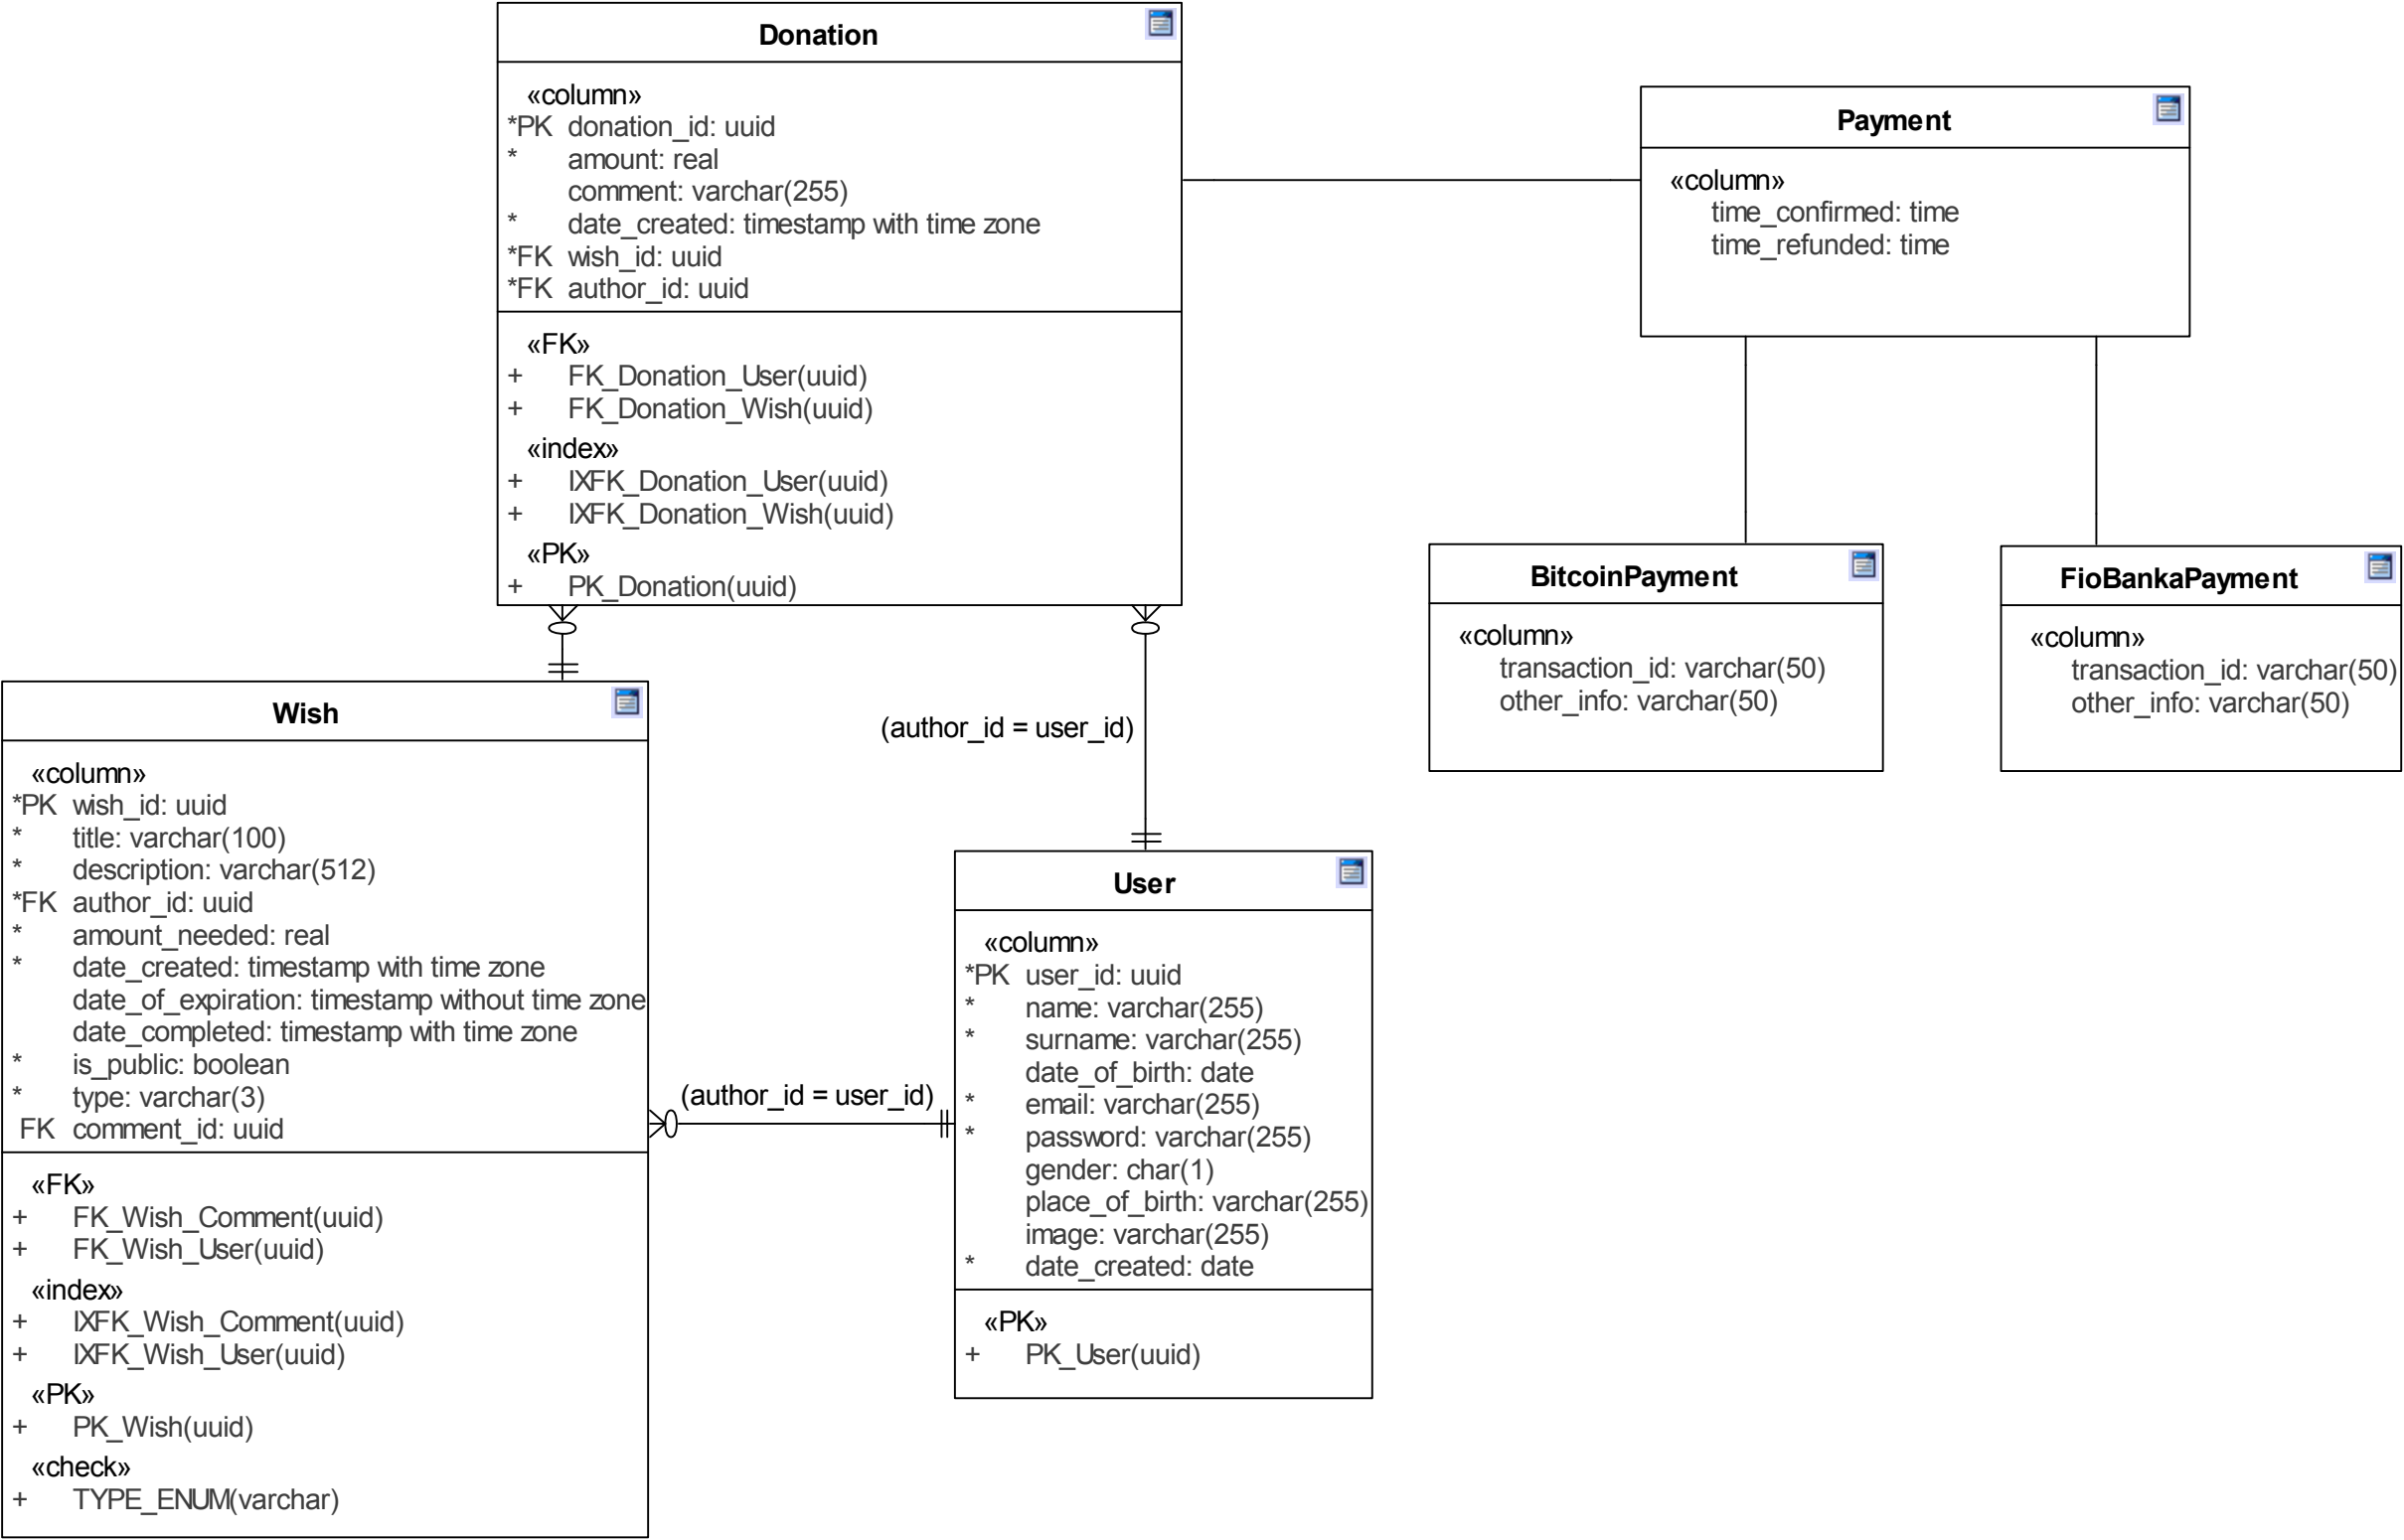 Donation
«column»
*PK donation_id: uuid
* amount: real
comment: varchar(255)
* date_created: timestamp with time zone
*FK wish_id: uuid
*FK author_id: uuid
«FK»
+ FK_Donation_User(uuid)
+ FK_Donation_Wish(uuid)
«index»
+ IXFK_Donation_User(uuid)
+ IXFK_Donation_Wish(uuid)
«PK»
+ PK_Donation(uuid)
Payment
«column»
time_confirmed: time
time_refunded: time
BitcoinPayment
«column»
transaction_id: varchar(50)
other_info: varchar(50)
FioBankaPayment
«column»
transaction_id: varchar(50)
other_info: varchar(50)
Wish
«column»
*PK wish_id: uuid
* title: varchar(100)
* description: varchar(512)
*FK author_id: uuid
* amount_needed: real
* date_created: timestamp with time zone
date_of_expiration: timestamp without time zone
date_completed: timestamp with time zone
* is_public: boolean
* type: varchar(3)
FK comment_id: uuid
«FK»
+ FK_Wish_Comment(uuid)
+ FK_Wish_User(uuid)
«index»
+ IXFK_Wish_Comment(uuid)
+ IXFK_Wish_User(uuid)
«PK»
+ PK_Wish(uuid)
«check»
+ TYPE_ENUM(varchar)
(author_id = user_id)
(author_id = user_id)
User
«column»
*PK user_id: uuid
* name: varchar(255)
* surname: varchar(255)
date_of_birth: date
* email: varchar(255)
* password: varchar(255)
gender: char(1)
place_of_birth: varchar(255)
image: varchar(255)
* date_created: date
«PK»
+ PK_User(uuid)